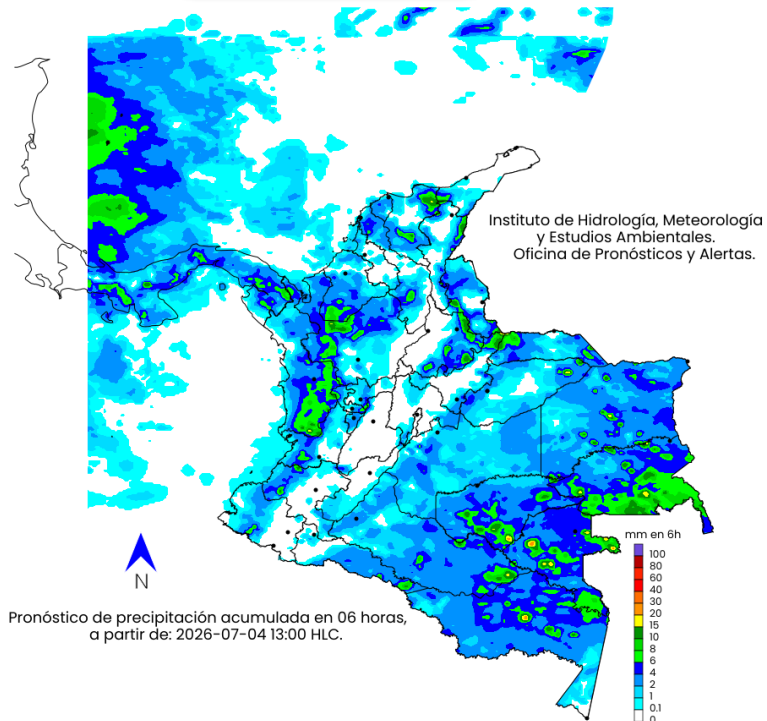 Instituto de Hidrología, Meteorología
y Estudios Ambientales.
Oficina de Pronósticos y Alertas.
mm en 6h
100
80
60
40
30
20
15
10
8
6
4
2
1
0.1
0
N
Pronóstico de precipitación acumulada en 06 horas,
a partir de: 2026-07-04 13:00 HLC.